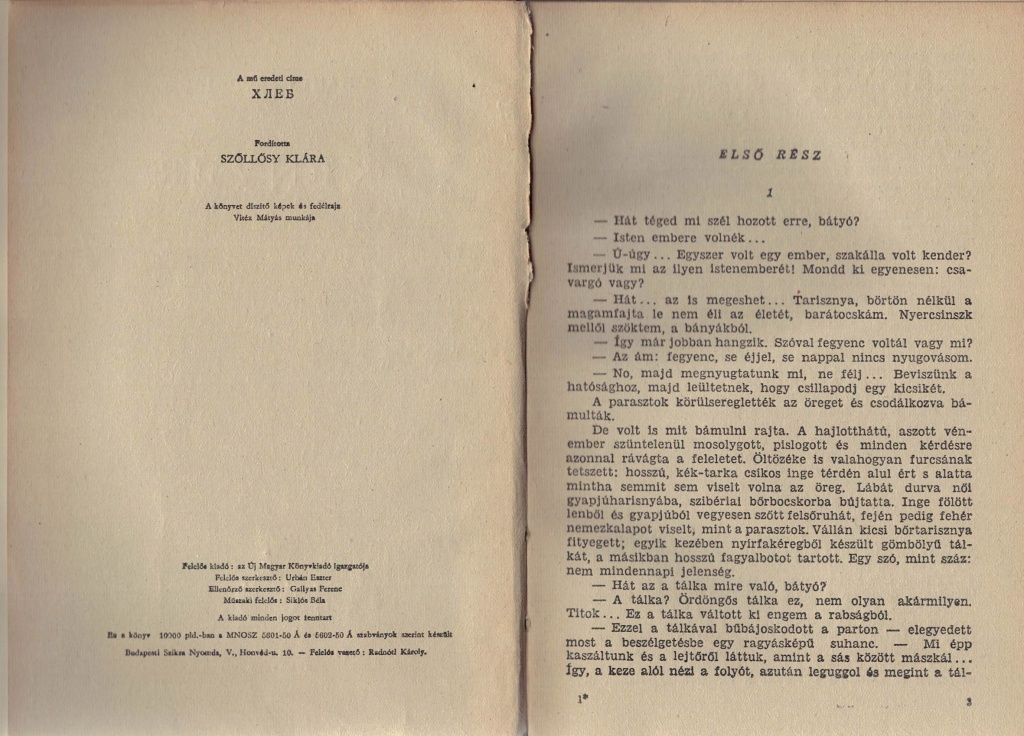 A mű eredeti címe
ХЛЕБ
Fordította
SZŐLLŐSY KLÁRA
A könyvet díszítő képek és fedélrajz
Vitéz Mátyás munkája
Felelős kiadó: az Új Magyar Könyvkiadó igazgatója
Felelős szerkesztő: Urbán Eszter
Ellenőrző szerkesztő: Gallyas Ferenc
Műszaki felelős: Siklós Béla
A kiadó minden jogot fenntart
Ez a könyv 10000 pld.-ban a MNOSZ 5601-50 Á és 5602-50 Á szabványok szerint készült
Budapesti Szikra Nyomda, V., Honvéd-u. 10. — Felelős vezető: Radnóti Károly.
ELSŐ RÉSZ
1
— Hát téged mi szél hozott erre, bátyó?
— Isten embere volnék...
— Ú-úgy... Egyszer volt egy ember, szakálla volt kender?
Ismerjük mi az ilyen istenemberét! Mondd ki egyenesen: csa-
vargó vagy?
— Hát... az is megeshet... Tarisznya, börtön nélkül a
magamfajta le nem éli az életét, barátocskám. Nyercsinszk
mellől szöktem, a bányákból.
— Így már jobban hangzik. Szóval fegyenc voltál vagy mi?
— Az ám: fegyenc, se éjjel, se nappal nincs nyugovásom.
— No, majd megnyugtatunk mi, ne félj... Beviszünk a
hatósághoz, majd leültetnek, hogy csillapodj egy kicsikét.
A parasztok körülsereglették az öreget és csodálkozva bá-
multák.
De volt is mit bámulni rajta. A hajlotthátú, aszott vén-
ember szüntelenül mosolygott, pislogott és minden kérdésre
azonnal rávágta a feleletet. Öltözéke is valahogyan furcsának
tetszett: hosszú, kék-tarka csíkos inge térdén alul ért s alatta
mintha semmit sem viselt volna az öreg. Lábát durva női
gyapjúharisnyába, szibériai bőrbocskorba bújtatta. Inge fölött
lenből és gyapjúból vegyesen szőtt felsőruhát, fején pedig fehér
nemezkalapot viselt, mint a parasztok. Vállán kicsi bőrtarisznya
fityegett; egyik kezében nyírfakéregből készült gömbölyű tál-
kát, a másikban hosszú fagyalbotot tartott. Egy szó, mint száz:
nem mindennapi jelenség.
— Hát az a tálka mire való, bátyó?
— A tálka? Ördöngös tálka ez, nem olyan akármilyen.
Titok... Ez a tálka váltott ki engem a rabságból.
— Ezzel a tálkával bűbájoskodott a parton — elegyedett
most a beszélgetésbe egy ragyásképű suhanc. — Mi épp
kaszáltunk és a lejtőről láttuk, amint a sás között mászkál...
Így, a keze alól nézi a folyót, azután leguggol és megint a tál-
1*
3